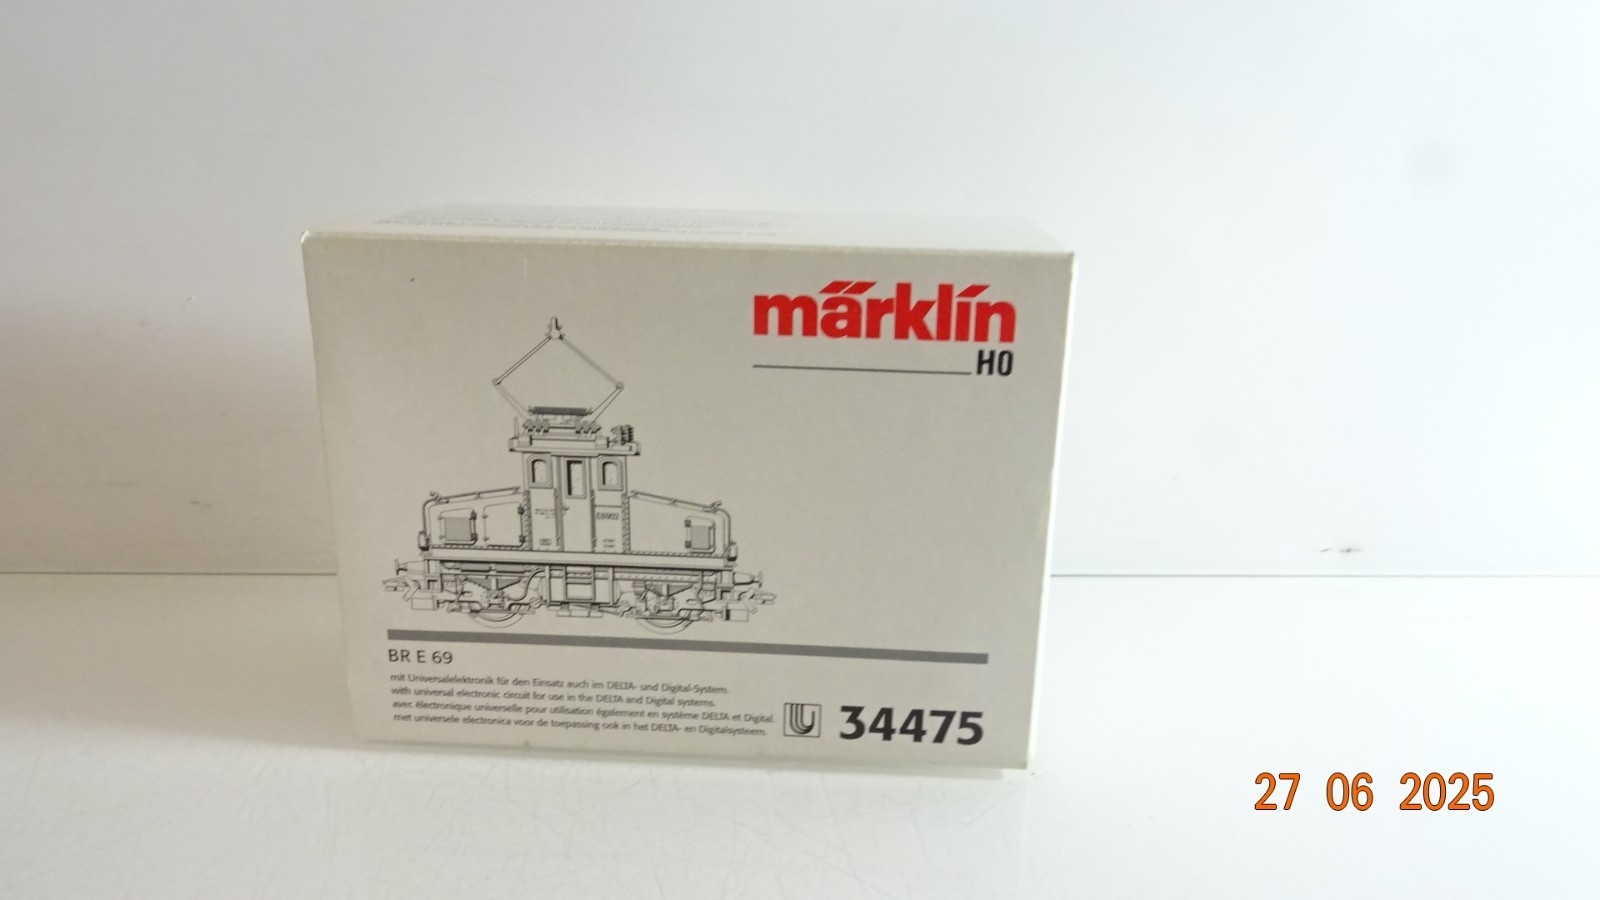 märklin
H0
E6902
BR E 69
mit Universalelektronik für den Einsatz auch im DELTA- und Digital-System.
with universal electronic circuit for use in the DELTA and Digital systems.
avec électronique universelle pour utilisation également en système DELTA et Digital.
met universele electronica voor de toepassing ook in het DELTA- en Digitalsysteem.
34475
27 06 2025